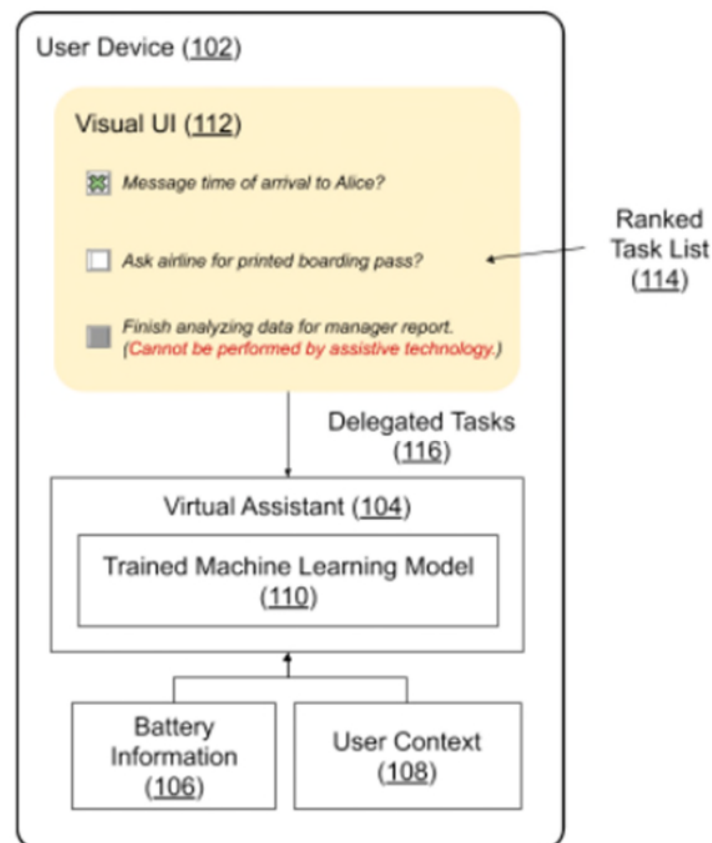 User Device (102)
Visual UI (112)
Message time of arrival to Alice?
Ask airline for printed boarding pass?
Finish analyzing data for manager report.
(Cannot be performed by assistive technology.)
Ranked
Task List
(114)
Delegated Tasks
(116)
Virtual Assistant (104)
Trained Machine Learning Model
(110)
Battery
Information
(106)
User Context
(108)